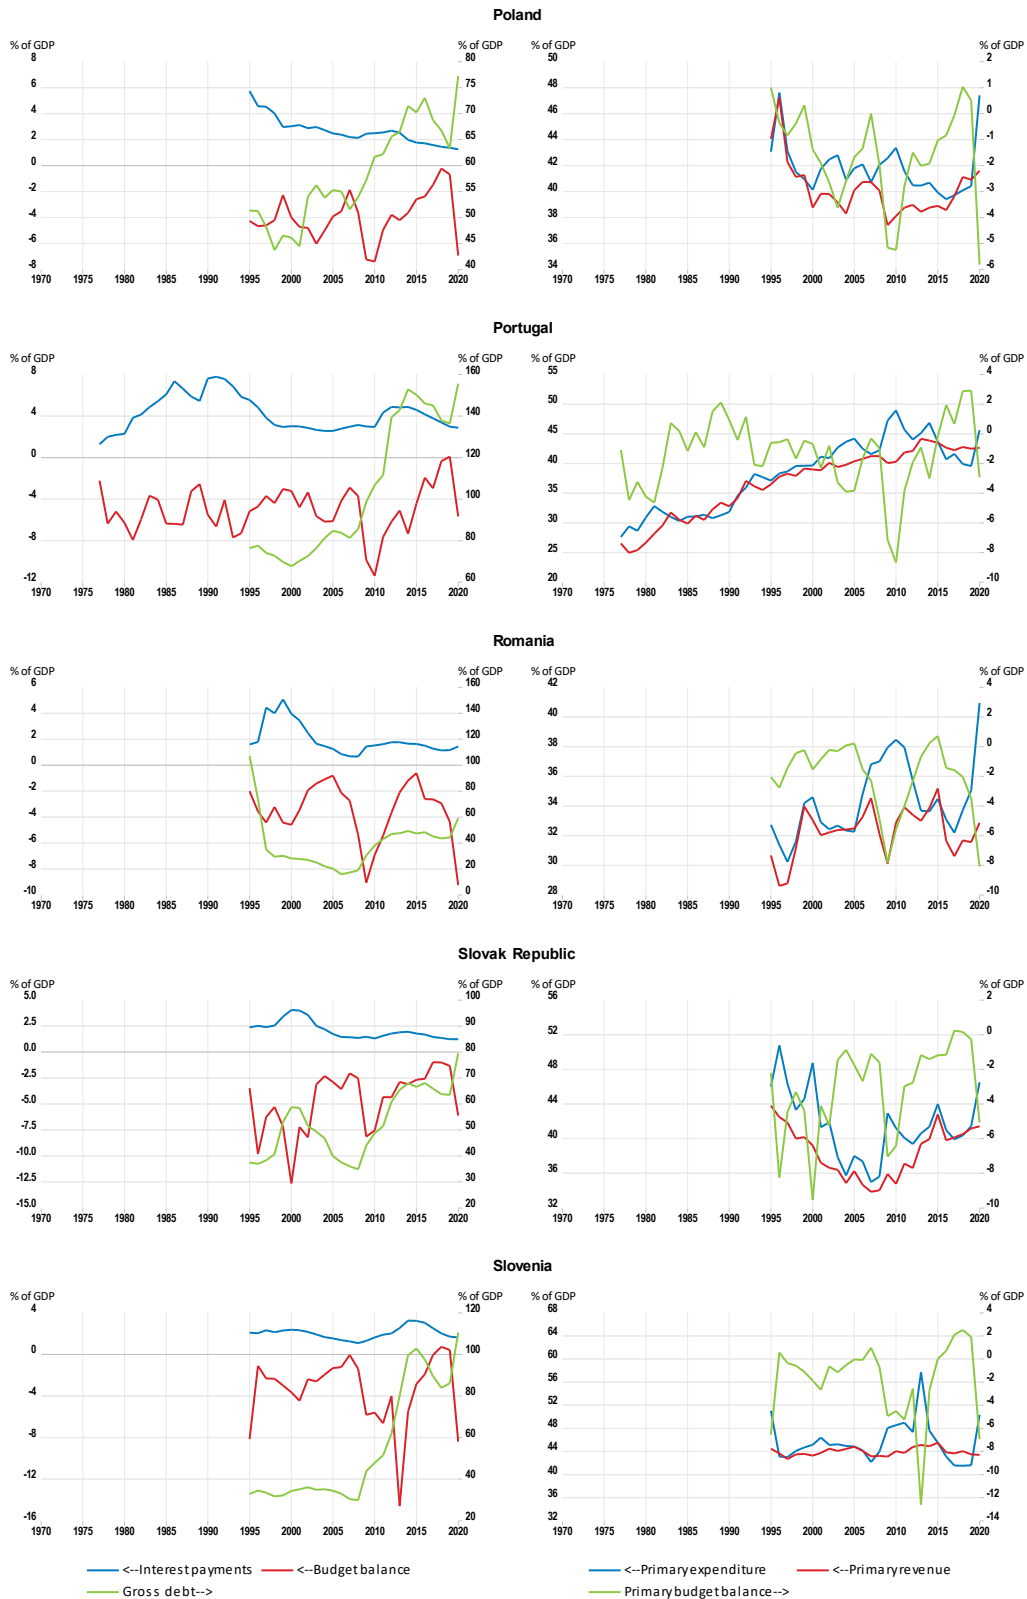 Poland
% of GDP % of GDP % of GDP % of GDP
8 80 50 2
6 75 48 1
4 70 46 0
2 65 44 -1
0 60 42 -2
-2 55 40 -3
-4 50 38 -4
-6 45 36 -5
-8 40 34 -6
1970 1975 1980 1985 1990 1995 2000 2005 2010 2015 2020 1970 1975 1980 1985 1990 1995 2000 2005 2010 2015 2020
Portugal
% of GDP % of GDP % of GDP % of GDP
8 160 55 4
4 140 50 2
0 120 45 0
-4 100 40 -2
-8 80 35 -4
-12 60 30 -6
25 -8
20 -10
1970 1975 1980 1985 1990 1995 2000 2005 2010 2015 2020 1970 1975 1980 1985 1990 1995 2000 2005 2010 2015 2020
Romania
% of GDP % of GDP % of GDP % of GDP
6 160 42 4
4 140 40 2
2 120 38 0
0 100 36 -2
-2 80 34 -4
-4 60 32 -6
-6 40 30 -8
-8 20 28 -10
-10 0
1970 1975 1980 1985 1990 1995 2000 2005 2010 2015 2020 1970 1975 1980 1985 1990 1995 2000 2005 2010 2015 2020
Slovak Republic
% of GDP % of GDP % of GDP % of GDP
5.0 100 56 2
2.5 90 52 0
0.0 80 48 -2
-2.5 70 44 -4
-5.0 60 40 -6
-7.5 50 36 -8
-10.0 40 32 -10
-12.5 30
-15.0 20
1970 1975 1980 1985 1990 1995 2000 2005 2010 2015 2020 1970 1975 1980 1985 1990 1995 2000 2005 2010 2015 2020
Slovenia
% of GDP % of GDP % of GDP % of GDP
4 120 68 4
0 100 64 2
-4 80 60 0
-8 60 56 -2
-12 40 52 -4
-16 20 48 -6
44 -8
40 -10
36 -12
32 -14
1970 1975 1980 1985 1990 1995 2000 2005 2010 2015 2020 1970 1975 1980 1985 1990 1995 2000 2005 2010 2015 2020
<--Interest payments <--Budget balance <--Primary expenditure <--Primary revenue
Gross debt--> Primary budget balance-->